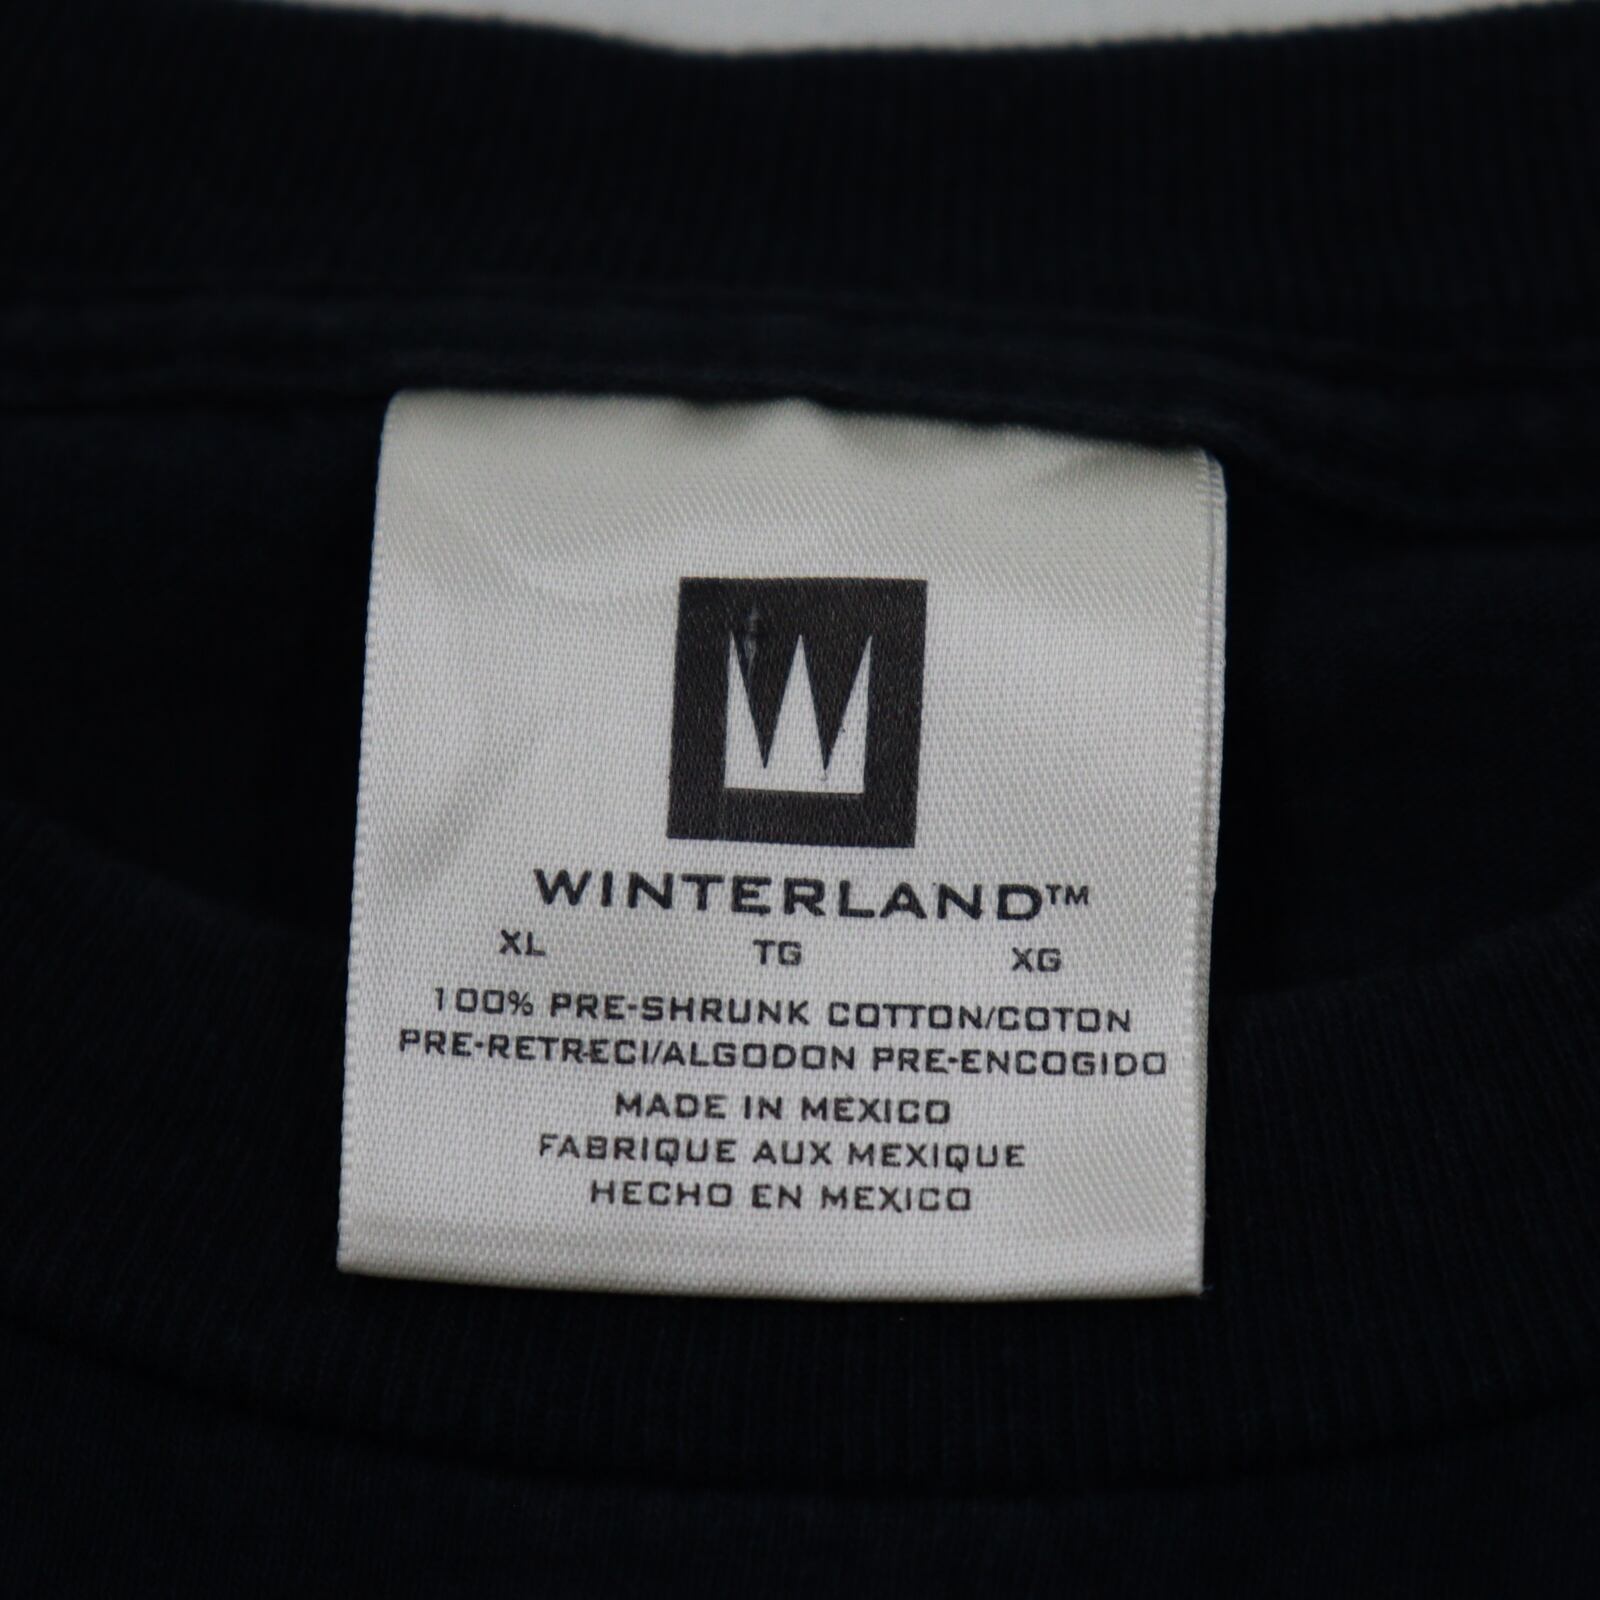 W
WINTERLAND™
XL TG XG
100% PRE-SHRUNK COTTON/COTON
PRE-RETRECI/ALGODON PRE-ENCOGIDO
MADE IN MEXICO
FABRIQUE AUX MEXIQUE
HECHO EN MEXICO